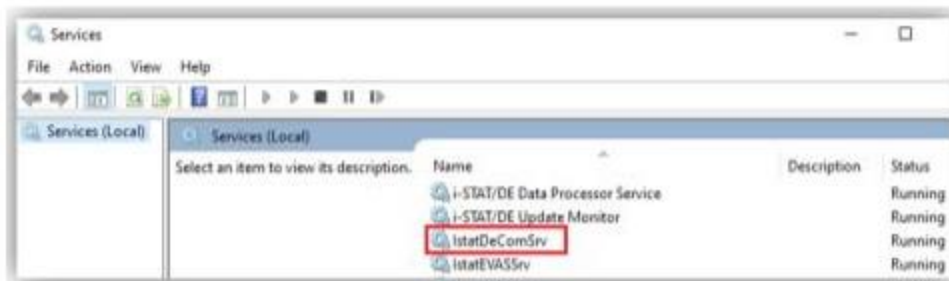 Services
File Action View Help
Services (Local)
Services (Local)
Select an item to view its description.
Name Description Status
i-STAT/DE Data Processor Service Running
i-STAT/DE Update Monitor Running
IstatDeComSrv Running
IstatEVASSrv Running